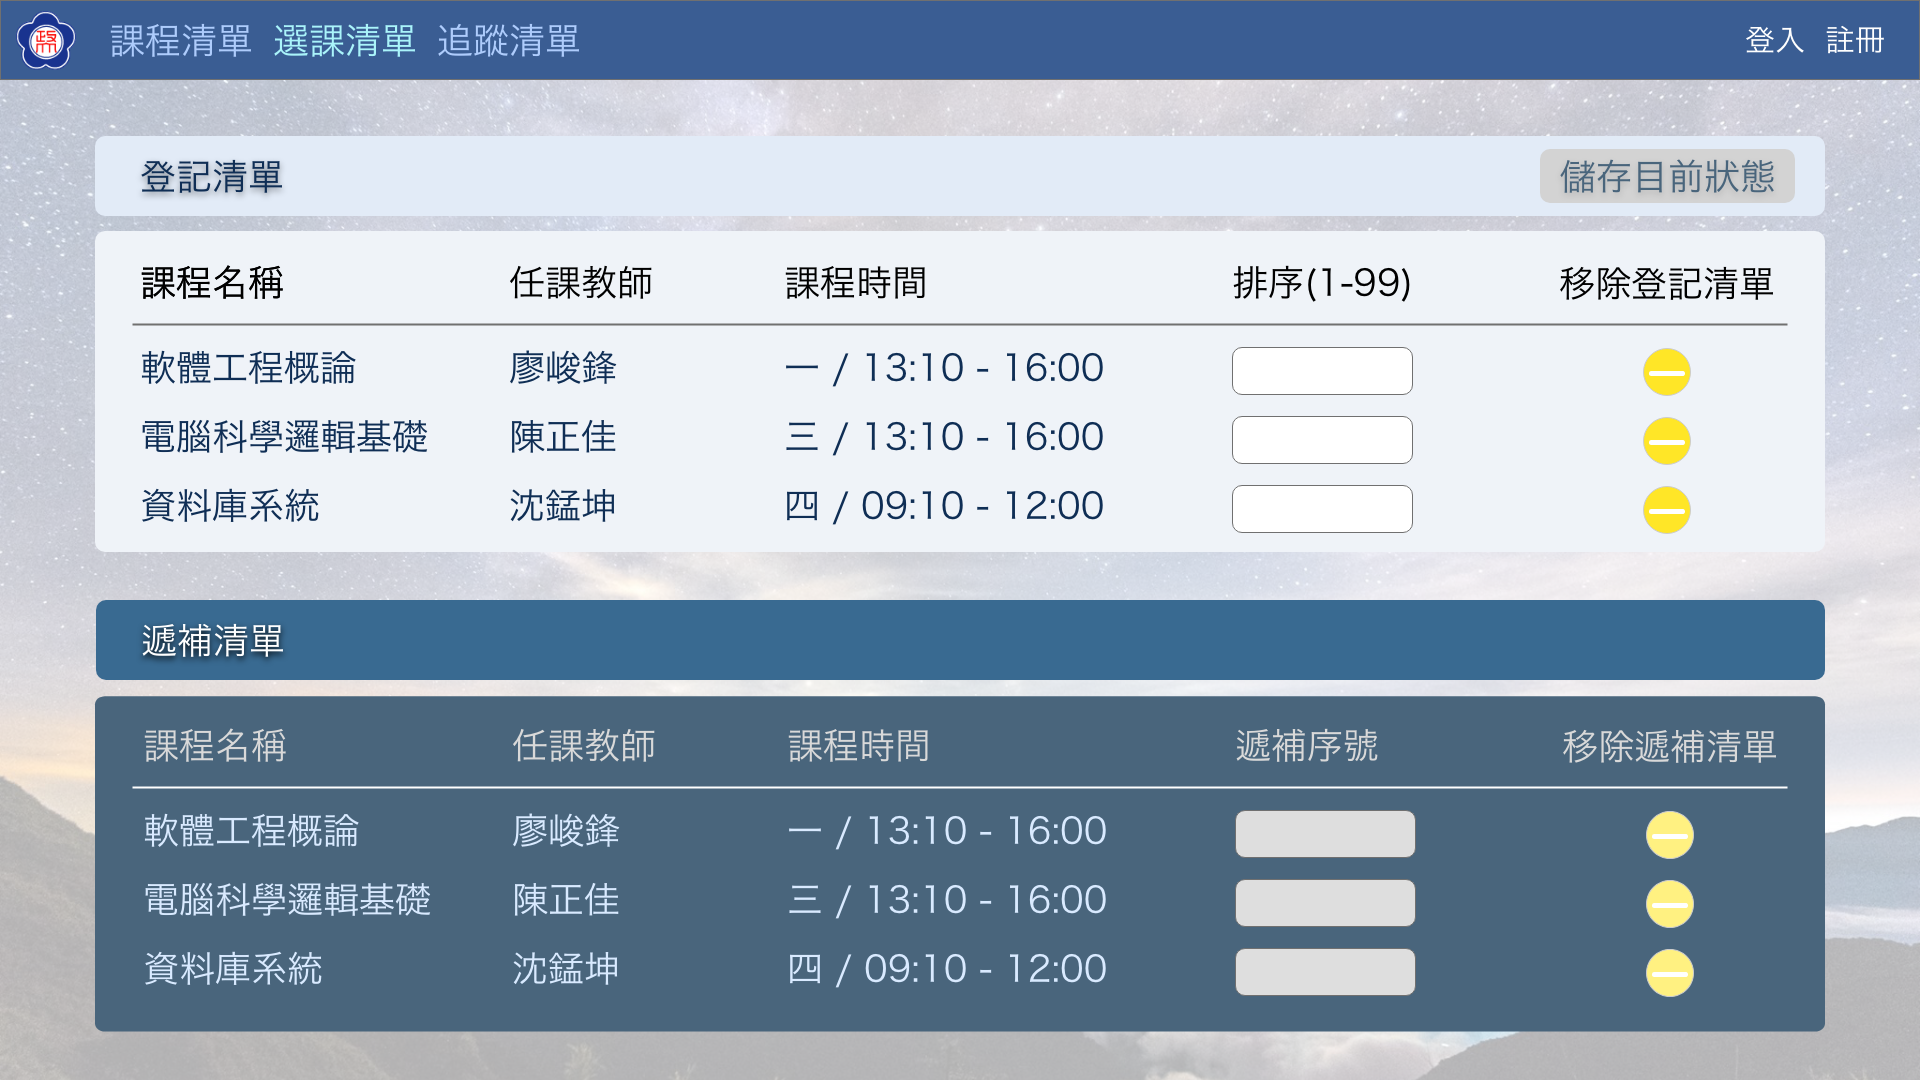 政大
課程清單 選課清單 追蹤清單 登入 註冊
登記清單 儲存目前狀態
課程名稱 任課教師 課程時間 排序(1-99) 移除登記清單
軟體工程概論 廖峻鋒 一 / 13:10 - 16:00
電腦科學邏輯基礎 陳正佳 三 / 13:10 - 16:00
資料庫系統 沈錳坤 四 / 09:10 - 12:00
遞補清單
課程名稱 任課教師 課程時間 遞補序號 移除遞補清單
軟體工程概論 廖峻鋒 一 / 13:10 - 16:00
電腦科學邏輯基礎 陳正佳 三 / 13:10 - 16:00
資料庫系統 沈錳坤 四 / 09:10 - 12:00